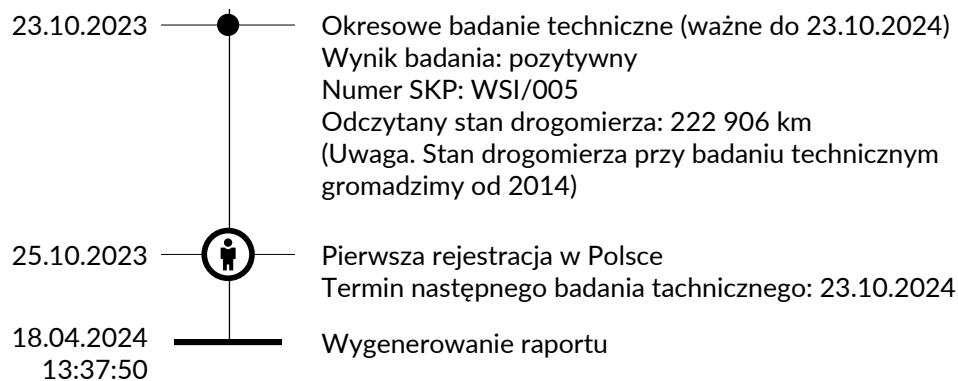 23.10.2023
Okresowe badanie techniczne (ważne do 23.10.2024)
Wynik badania: pozytywny
Numer SKP: WSI/005
Odczytany stan drogomierza: 222 906 km
(Uwaga. Stan drogomierza przy badaniu technicznym
gromadzimy od 2014)
25.10.2023
Pierwsza rejestracja w Polsce
Termin następnego badania tachnicznego: 23.10.2024
18.04.2024
13:37:50
Wygenerowanie raportu